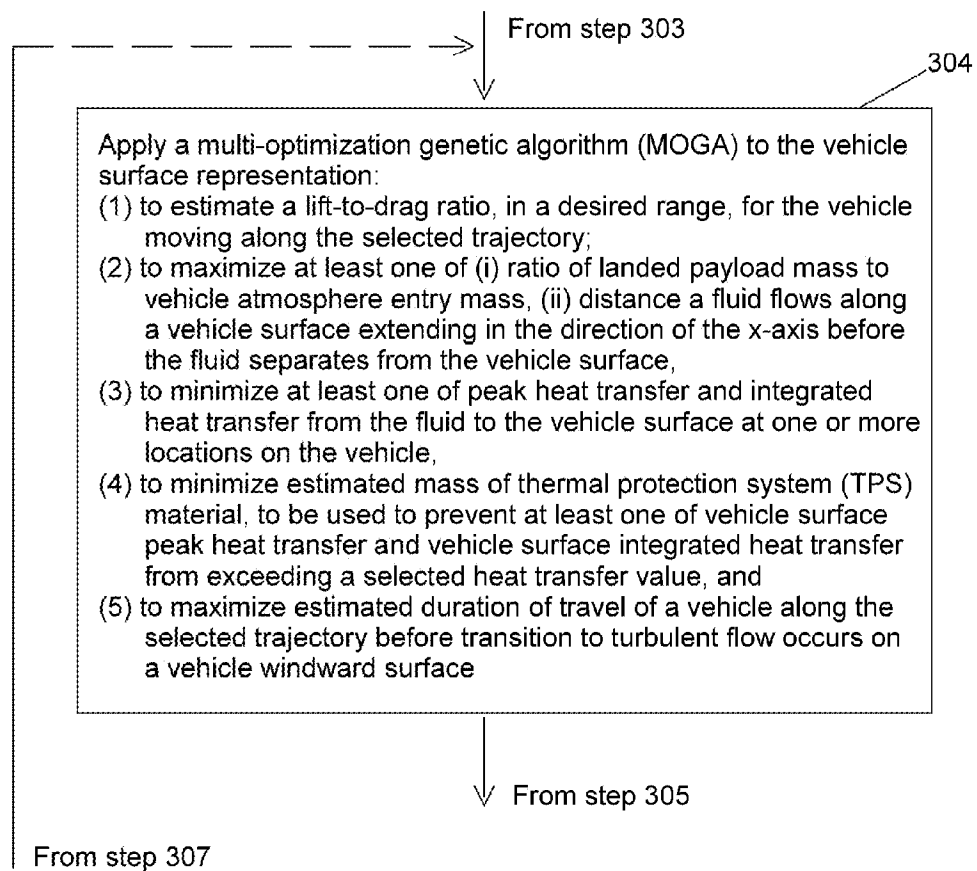 From step 303
304
Apply a multi-optimization genetic algorithm (MOGA) to the vehicle
surface representation:
(1) to estimate a lift-to-drag ratio, in a desired range, for the vehicle
moving along the selected trajectory;
(2) to maximize at least one of (i) ratio of landed payload mass to
vehicle atmosphere entry mass, (ii) distance a fluid flows along
a vehicle surface extending in the direction of the x-axis before
the fluid separates from the vehicle surface,
(3) to minimize at least one of peak heat transfer and integrated
heat transfer from the fluid to the vehicle surface at one or more
locations on the vehicle,
(4) to minimize estimated mass of thermal protection system (TPS)
material, to be used to prevent at least one of vehicle surface
peak heat transfer and vehicle surface integrated heat transfer
from exceeding a selected heat transfer value, and
(5) to maximize estimated duration of travel of a vehicle along the
selected trajectory before transition to turbulent flow occurs on
a vehicle windward surface
From step 305
From step 307